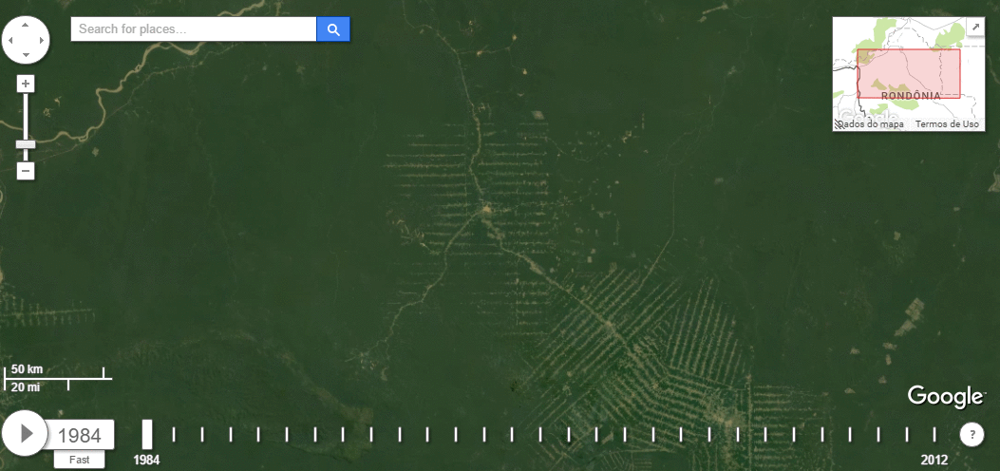 Search for places...
RONDÔNIA
Google
Dados do mapa Termos de Uso
50 km
20 mi
Google
1984
Fast
1984
2012
?